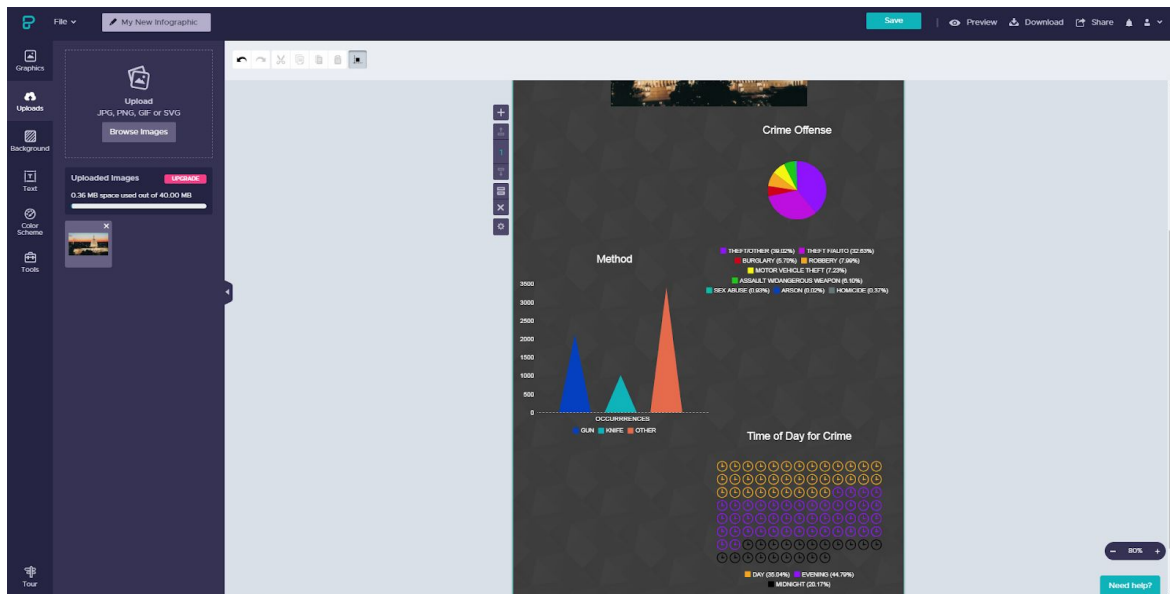 File
My New Infographic
Save
Preview
Download
Share
Graphics
Uploads
Background
Text
Color
Scheme
Tools
Tour
Upload
JPG, PNG, GIF or SVG
Browse Images
Uploaded Images
UPGRADE
0.36 MB space used out of 40.00 MB
1
Crime Offense
THEFT/OTHER (39.02%) THEFT F/AUTO (32.63%)
BURGLARY (5.70%) ROBBERY (7.99%)
MOTOR VEHICLE THEFT (7.23%)
ASSAULT W/DANGEROUS WEAPON (6.10%)
SEX ABUSE (0.93%) ARSON (0.02%) HOMICIDE (0.37%)
Method
3500
3000
2500
2000
1500
1000
500
0
OCCURRRENCES
GUN KNIFE OTHER
Time of Day for Crime
DAY (35.04%) EVENING (44.79%)
MIDNIGHT (20.17%)
80%
Need help?